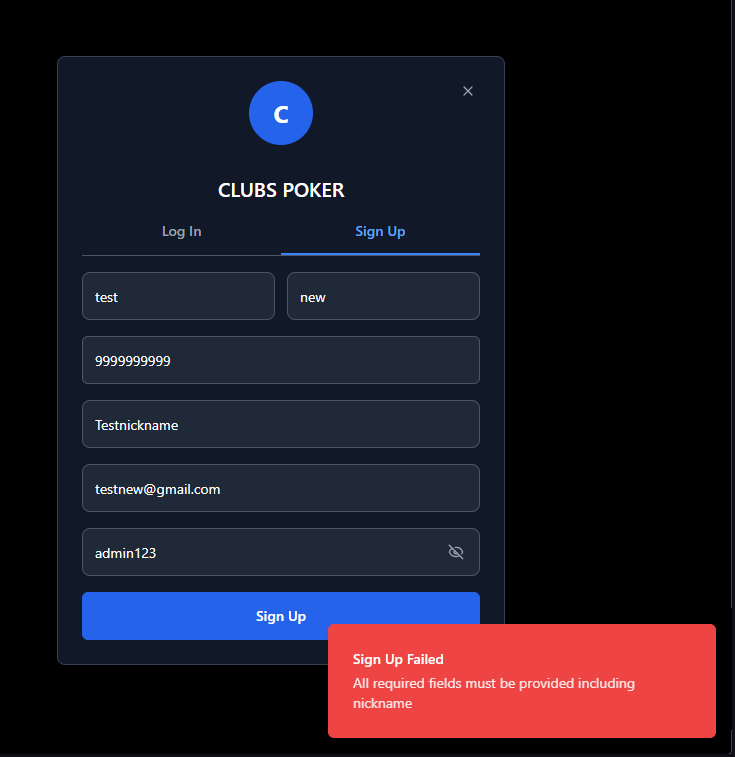 C
CLUBS POKER
Log In Sign Up
test new
9999999999
Testnickname
testnew@gmail.com
admin123
Sign Up
Sign Up Failed
All required fields must be provided including
nickname